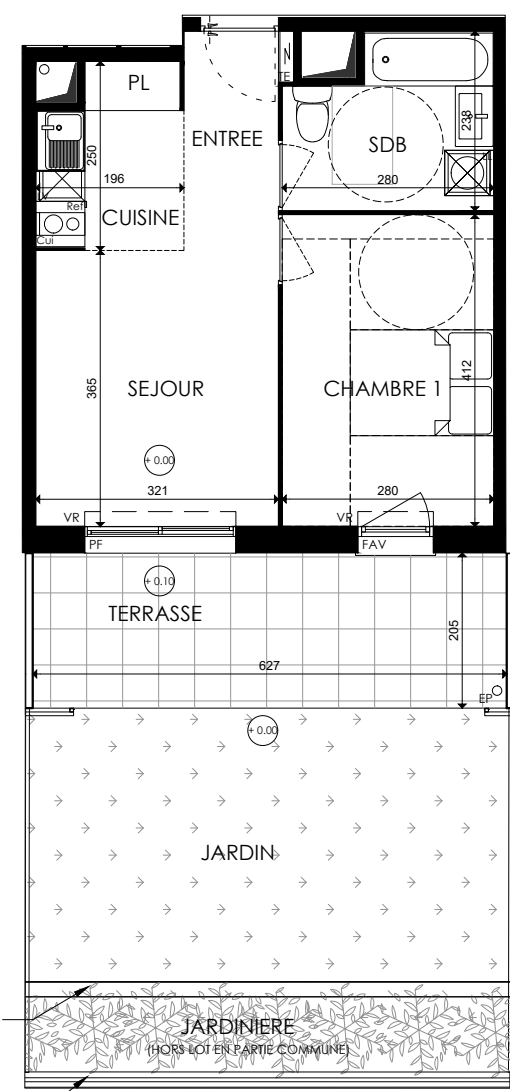 PL
TE
ENTREE
SDB
238
280
250
196
Ref
CUISINE
Cui
SEJOUR
CHAMBRE 1
365
412
+ 0.00
321
280
VR
VR
PF
FAV
+ 0.10
TERRASSE
205
627
EP
+ 0.00
JARDIN
JARDINIERE
(HORS LOT EN PARTIE COMMUNE)